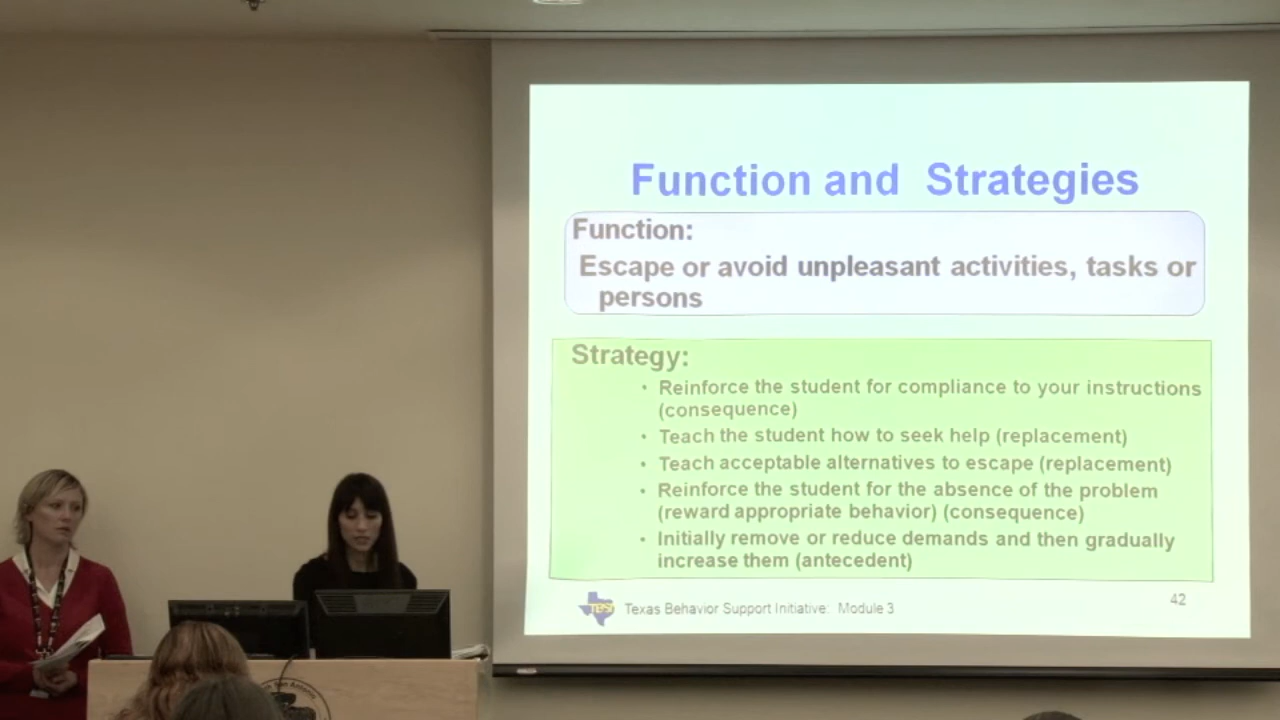 Function and Strategies
Function:
Escape or avoid unpleasant activities, tasks or
persons
Strategy:
• Reinforce the student for compliance to your instructions
(consequence)
• Teach the student how to seek help (replacement)
• Teach acceptable alternatives to escape (replacement)
• Reinforce the student for the absence of the problem
(reward appropriate behavior) (consequence)
• Initially remove or reduce demands and then gradually
increase them (antecedent)
TBSI
Texas Behavior Support Initiative: Module 3
42
San Antonio